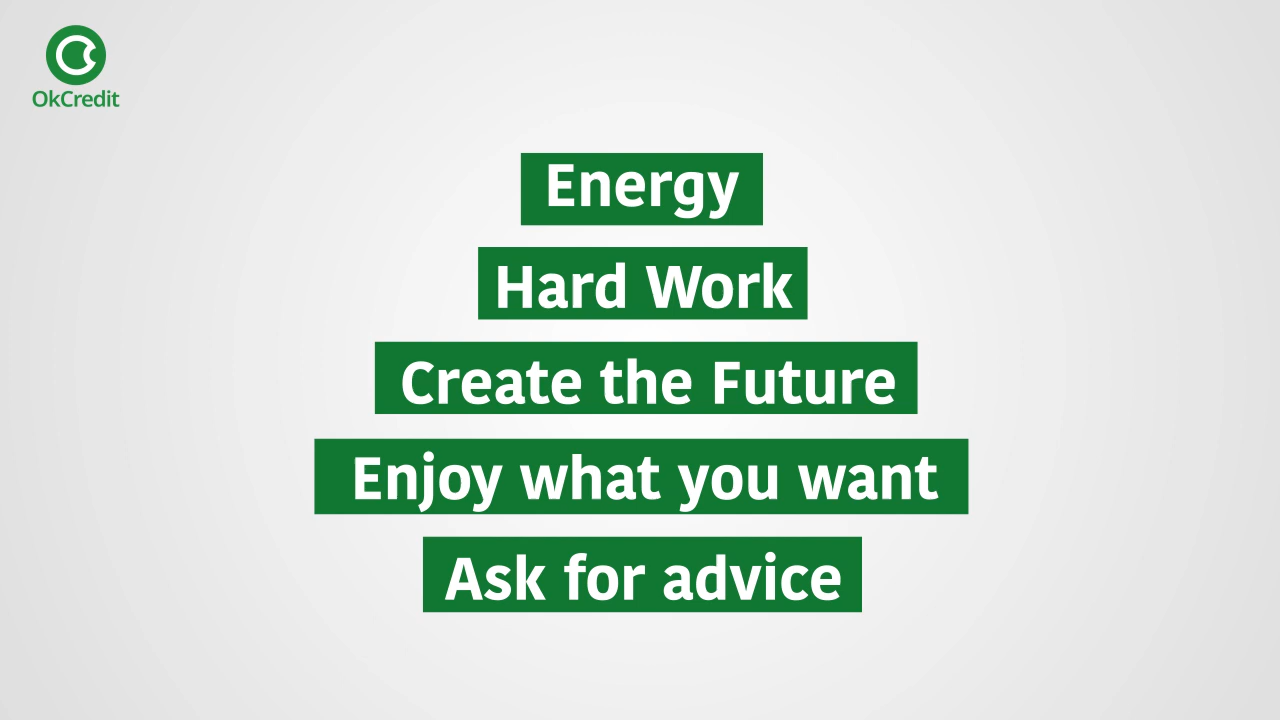 OkCredit
Energy
Hard Work
Create the Future
Enjoy what you want
Ask for advice